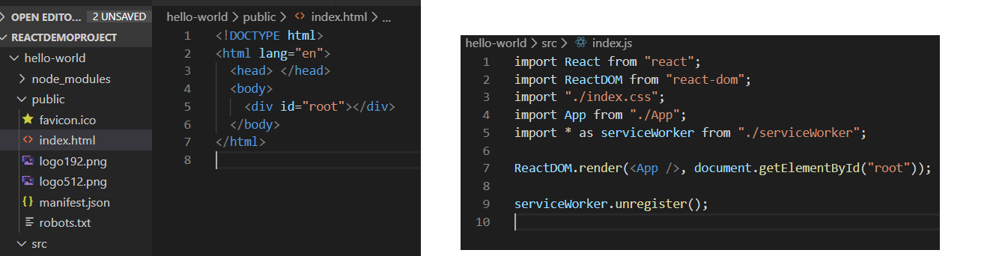 OPEN EDITO... 2 UNSAVED
REACTDEMOPROJECT
hello-world
node_modules
public
favicon.ico
index.html
logo192.png
logo512.png
manifest.json
robots.txt
src
hello-world > public > <> index.html > ...
1 <!DOCTYPE html>
2 <html lang="en">
3 <head> </head>
4 <body>
5 <div id="root"></div>
6 </body>
7 </html>
8
hello-world > src > index.js
1 import React from "react";
2 import ReactDOM from "react-dom";
3 import "./index.css";
4 import App from "./App";
5 import * as serviceWorker from "./serviceWorker";
6
7 ReactDOM.render(<App />, document.getElementById("root"));
8
9 serviceWorker.unregister();
10